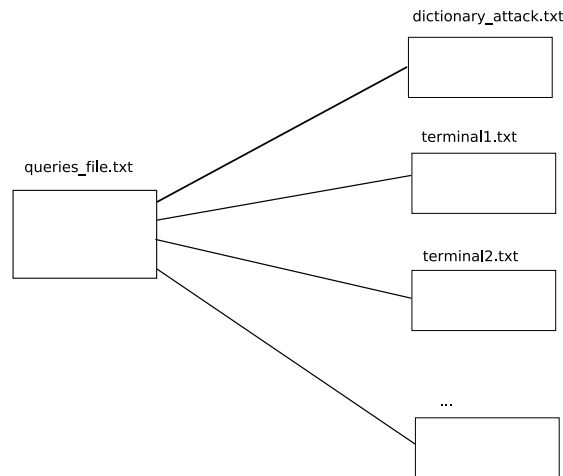 dictionary_attack.txt
terminal1.txt
queries_file.txt
terminal2.txt
...